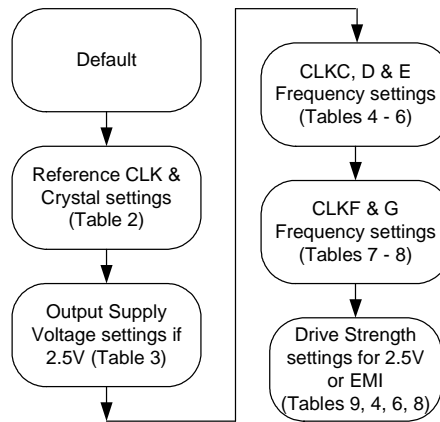 Default
Reference CLK &
Crystal settings
(Table 2)
Output Supply
Voltage settings if
2.5V (Table 3)
CLKC, D & E
Frequency settings
(Tables 4 - 6)
CLKF & G
Frequency settings
(Tables 7 - 8)
Drive Strength
settings for 2.5V
or EMI
(Tables 9, 4, 6, 8)